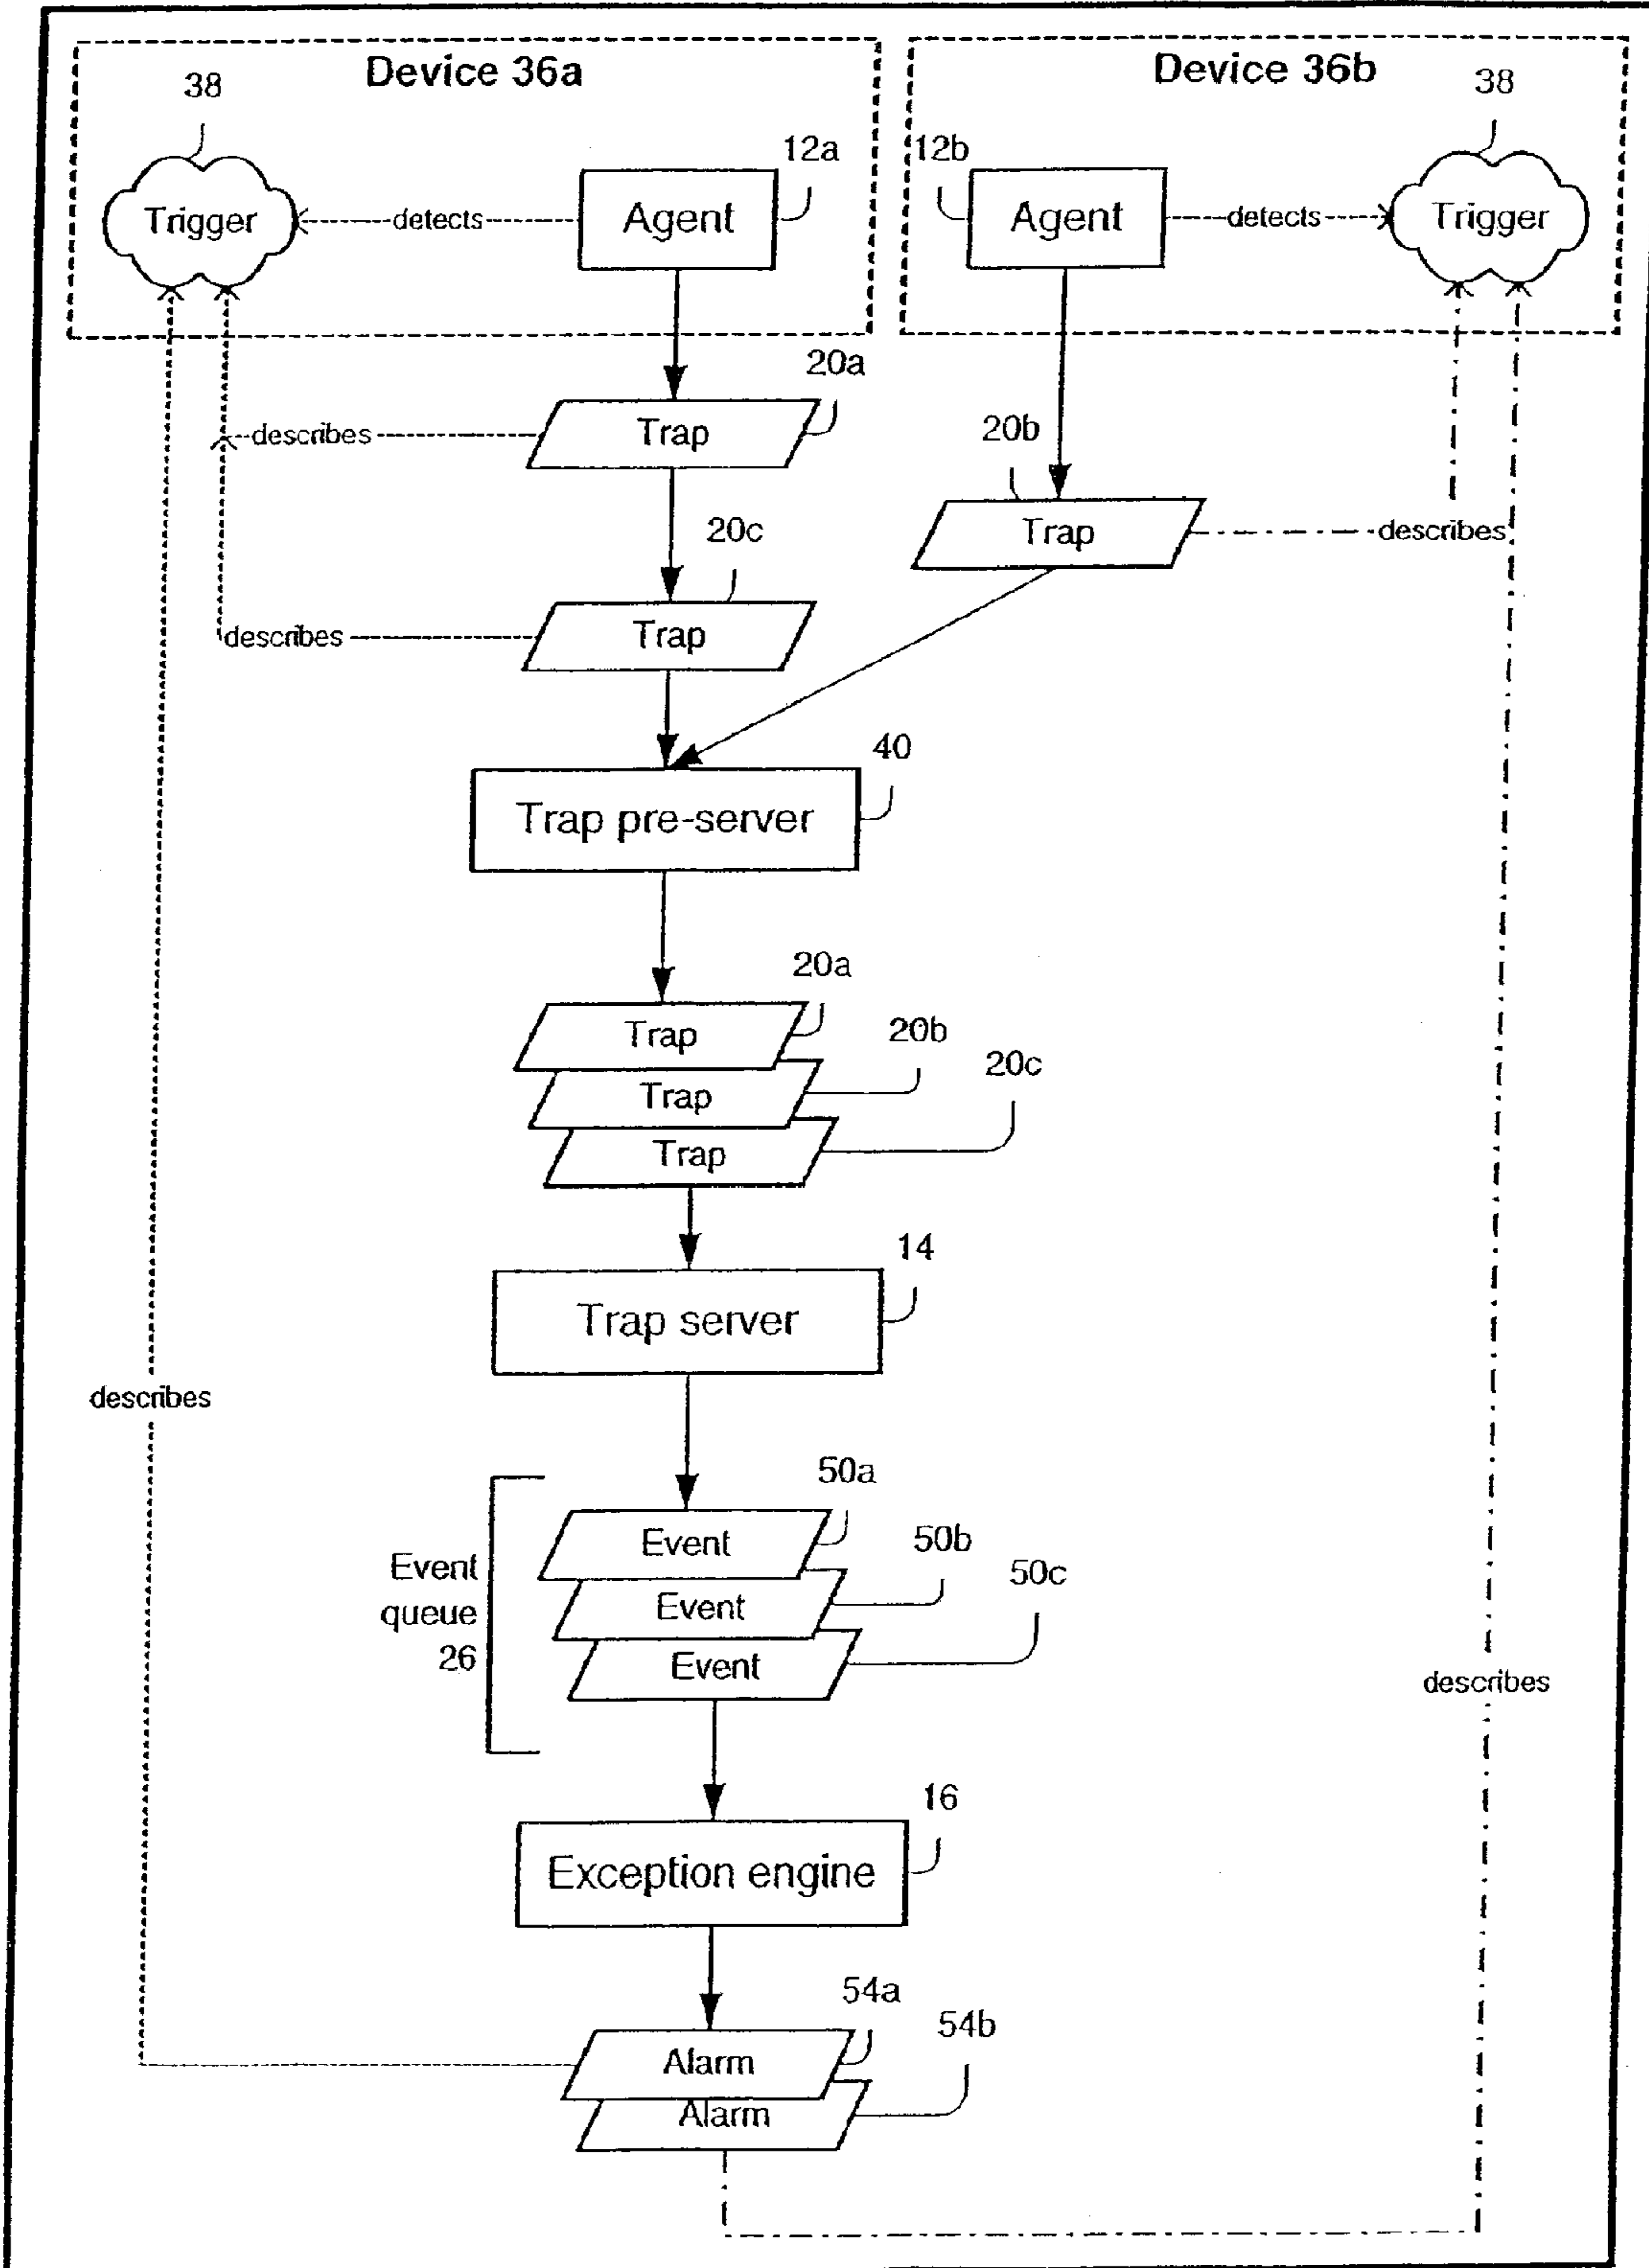 Device 36a
Device 36b
38
38
12a
12b
Trigger
detects
Agent
Agent
detects
Trigger
20a
describes
Trap
20b
20c
Trap
describes
describes
Trap
40
Trap pre-server
20a
Trap
20b
Trap
20c
Trap
14
Trap server
describes
50a
Event
50b
Event
queue
26
Event
50c
Event
describes
16
Exception engine
54a
Alarm
54b
Alarm